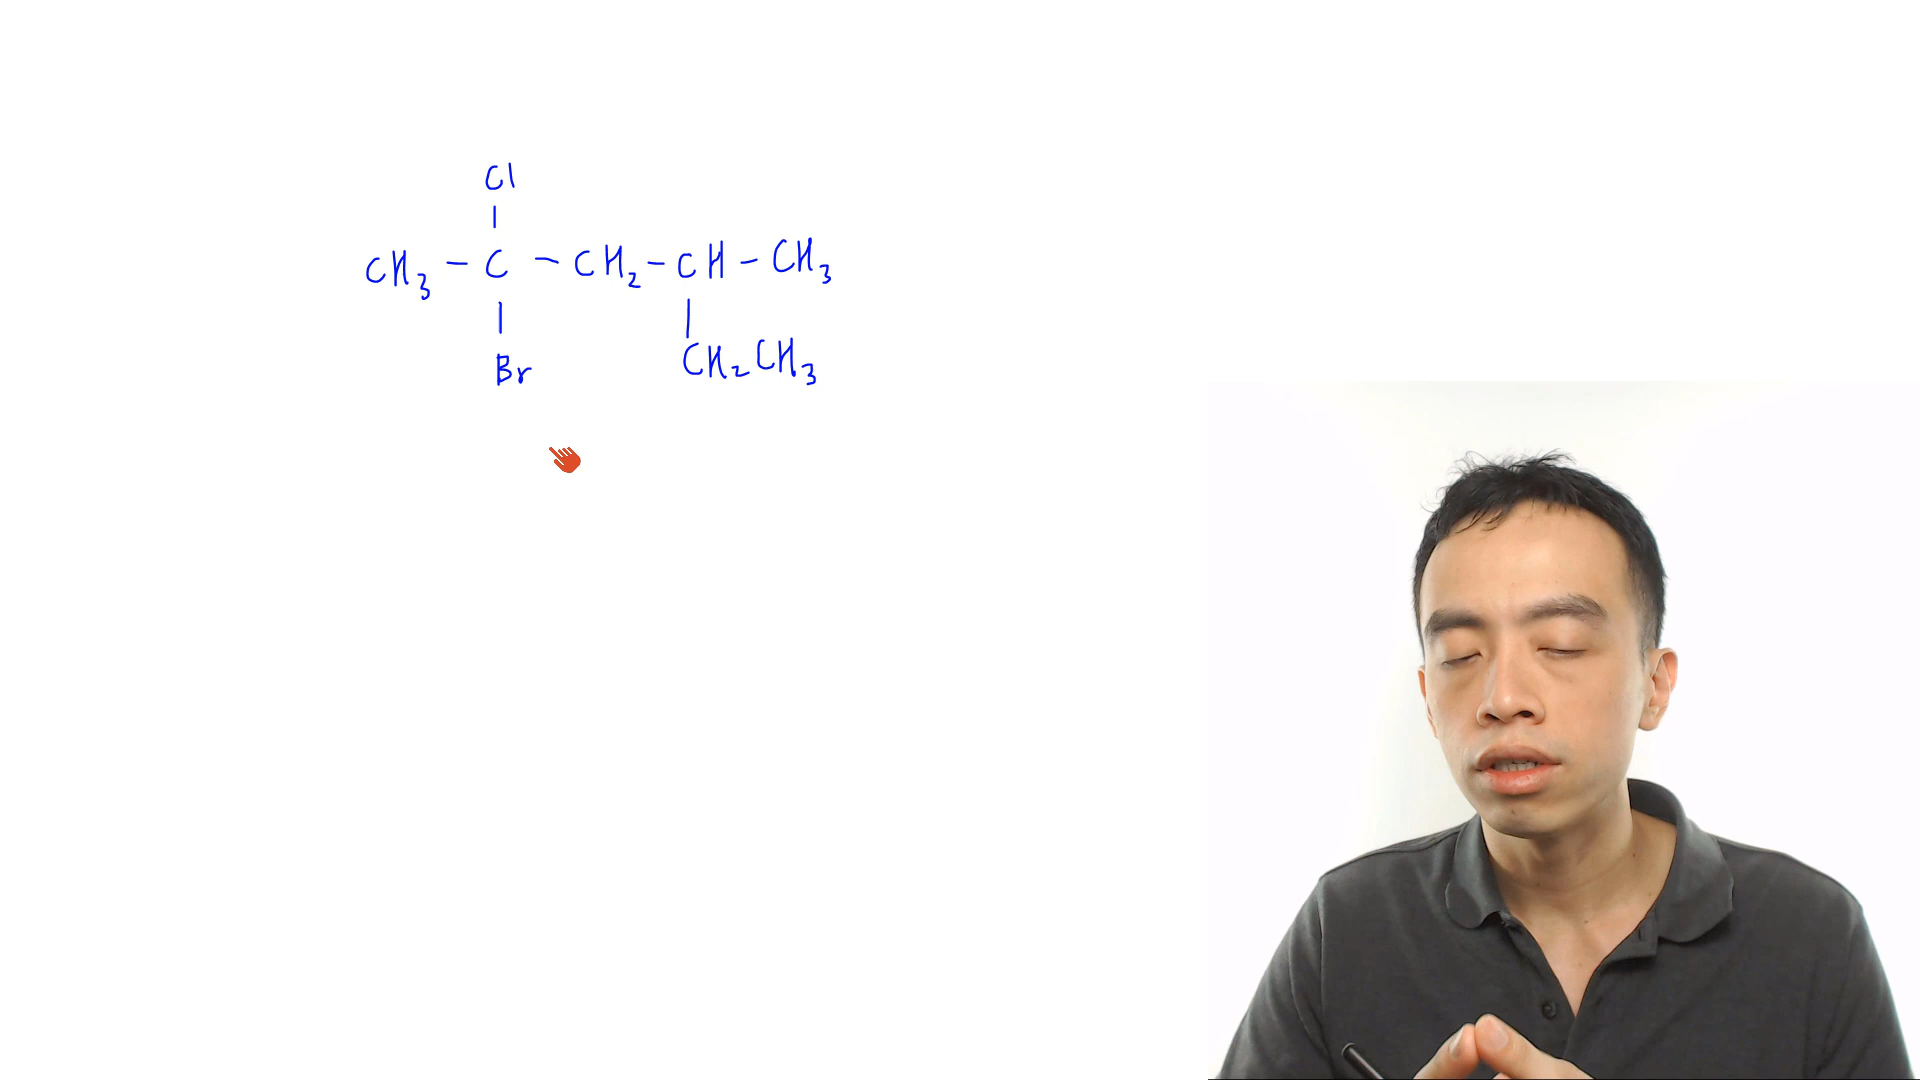 Cl
CH₃ – C – CH₂ – CH – CH₃
Br CH₂CH₃